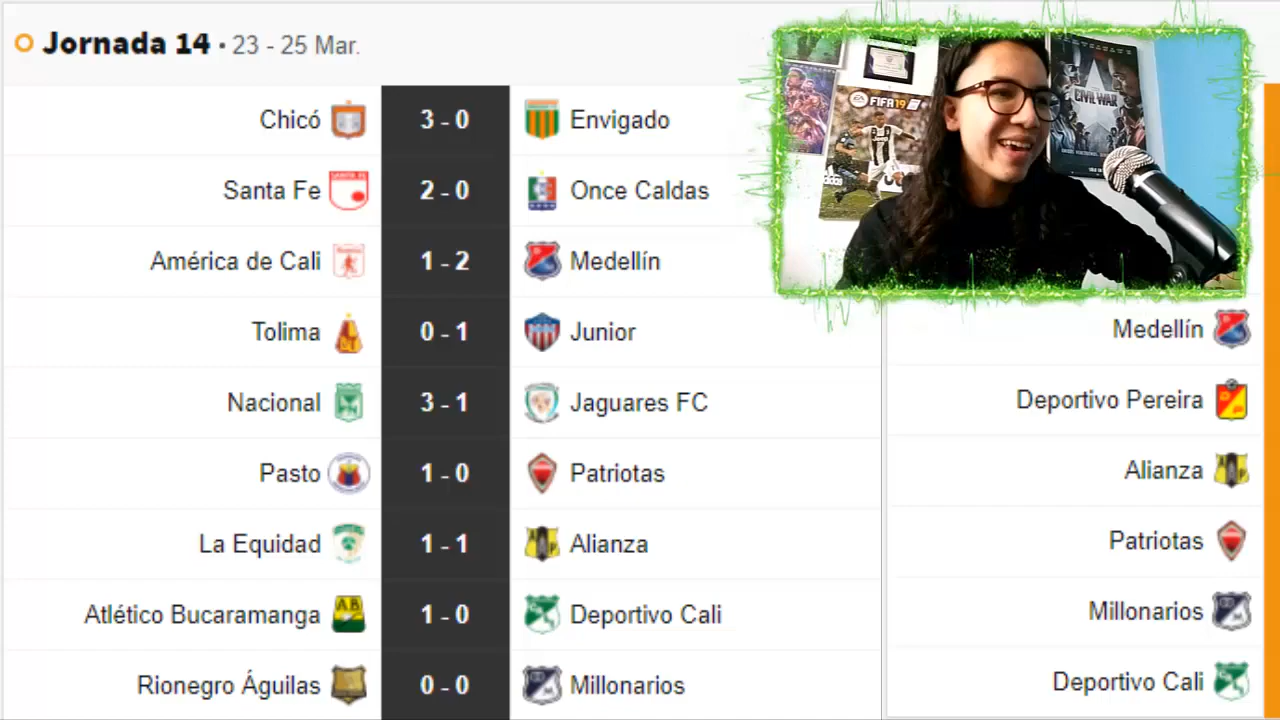 Jornada 14 • 23 - 25 Mar.
Chicó 3 - 0 Envigado
Santa Fe 2 - 0 Once Caldas
América de Cali 1 - 2 Medellín
Tolima 0 - 1 Junior
Nacional 3 - 1 Jaguares FC
Pasto 1 - 0 Patriotas
La Equidad 1 - 1 Alianza
Atlético Bucaramanga 1 - 0 Deportivo Cali
Rionegro Águilas 0 - 0 Millonarios
EA FIFA 19
CIVIL WAR
Medellín
Deportivo Pereira
Alianza
Patriotas
Millonarios
Deportivo Cali